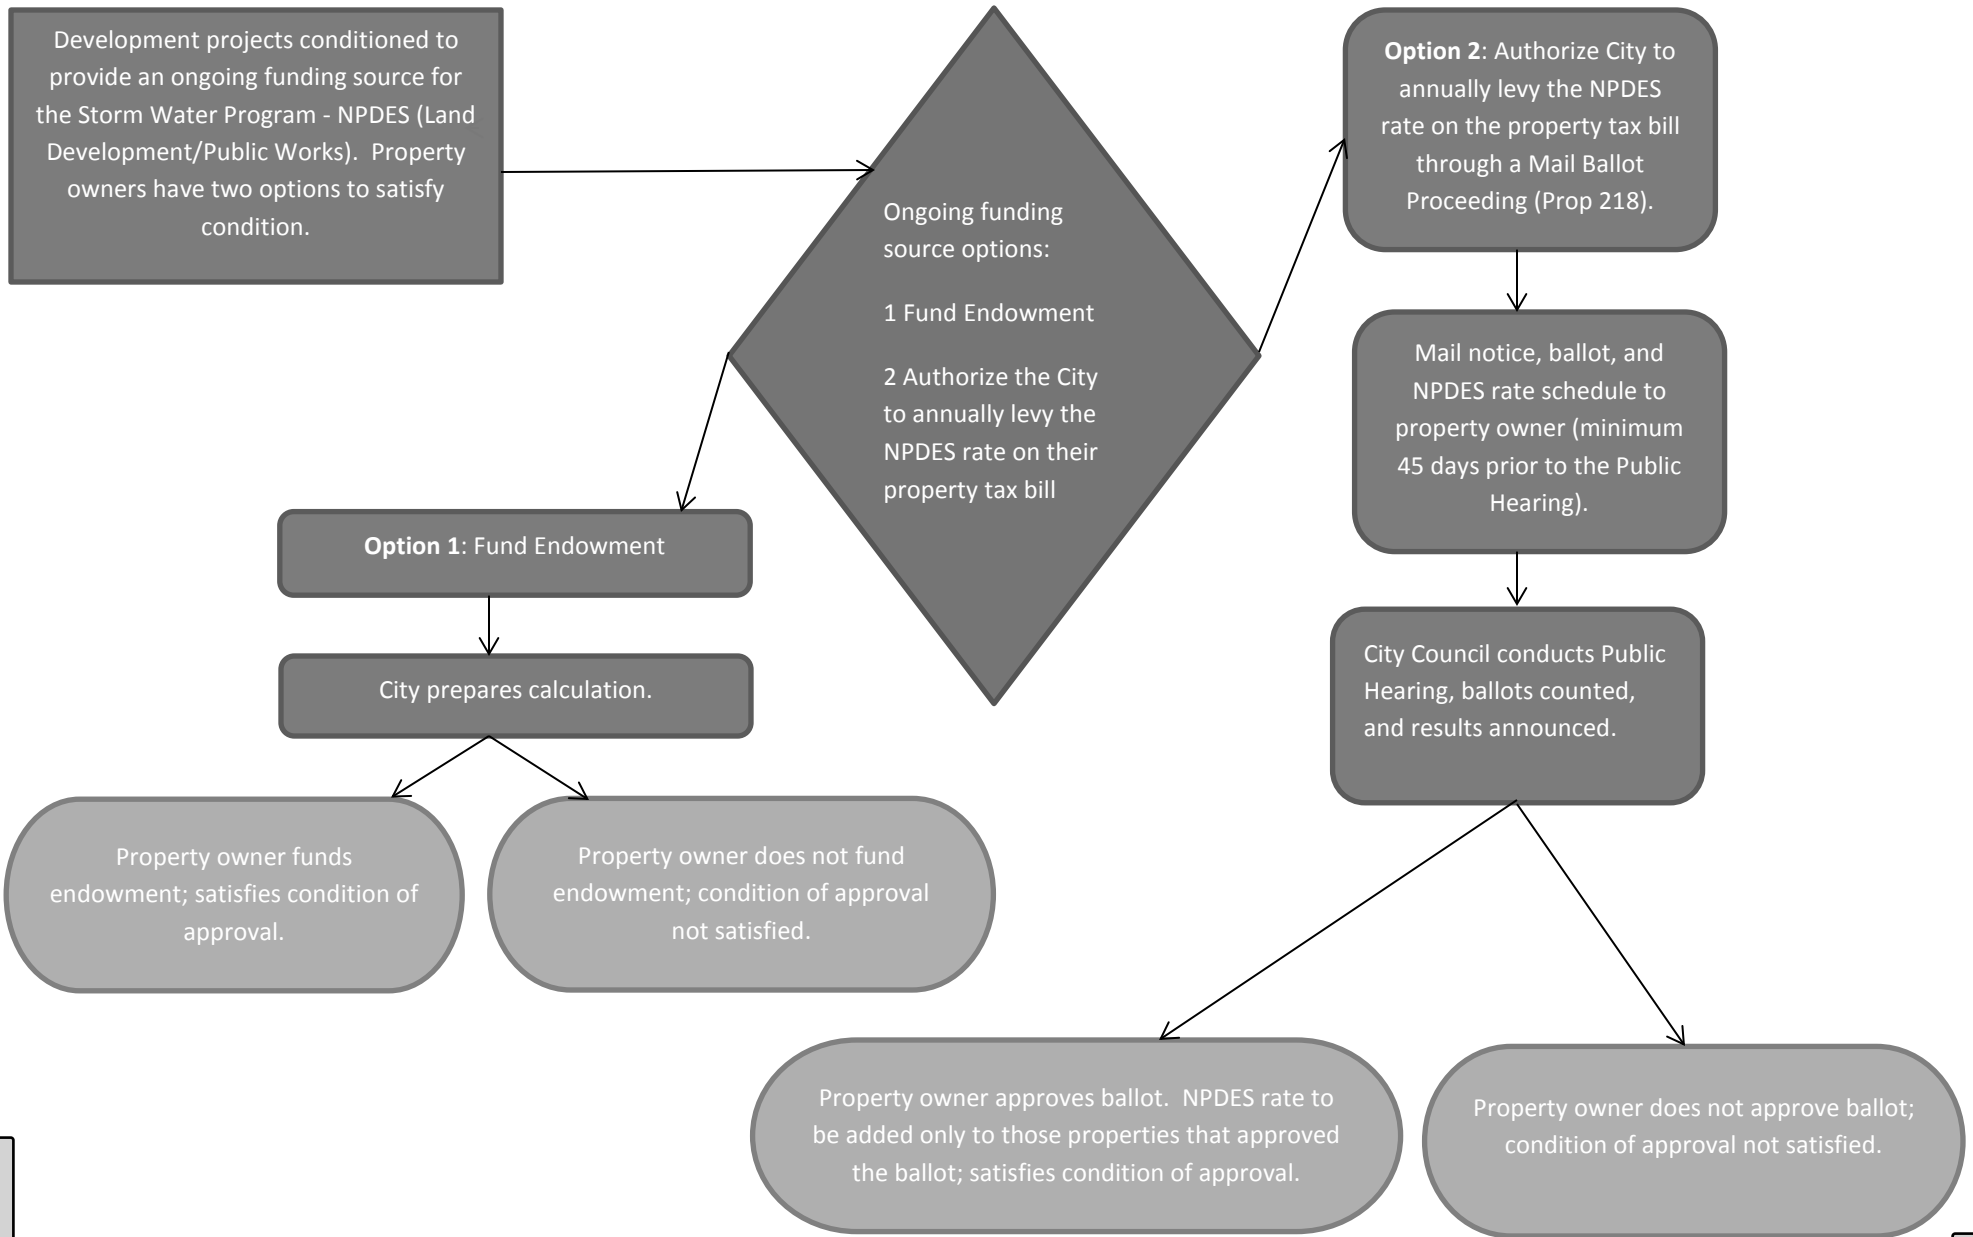 Development projects conditioned to
provide an ongoing funding source for
the Storm Water Program - NPDES (Land
Development/Public Works).  Property
owners have two options to satisfy
condition.
Ongoing funding
source options:
1 Fund Endowment
2 Authorize the City
to annually levy the
NPDES rate on their
property tax bill
Option 1: Fund Endowment
City prepares calculation.
Property owner funds
endowment; satisfies condition of
approval.
Property owner does not fund
endowment; condition of approval
not satisfied.
Option 2: Authorize City to
annually levy the NPDES
rate on the property tax bill
through a Mail Ballot
Proceeding (Prop 218).
Mail notice, ballot, and
NPDES rate schedule to
property owner (minimum
45 days prior to the Public
Hearing).
City Council conducts Public
Hearing, ballots counted,
and results announced.
Property owner approves ballot.  NPDES rate to
be added only to those properties that approved
the ballot; satisfies condition of approval.
Property owner does not approve ballot;
condition of approval not satisfied.